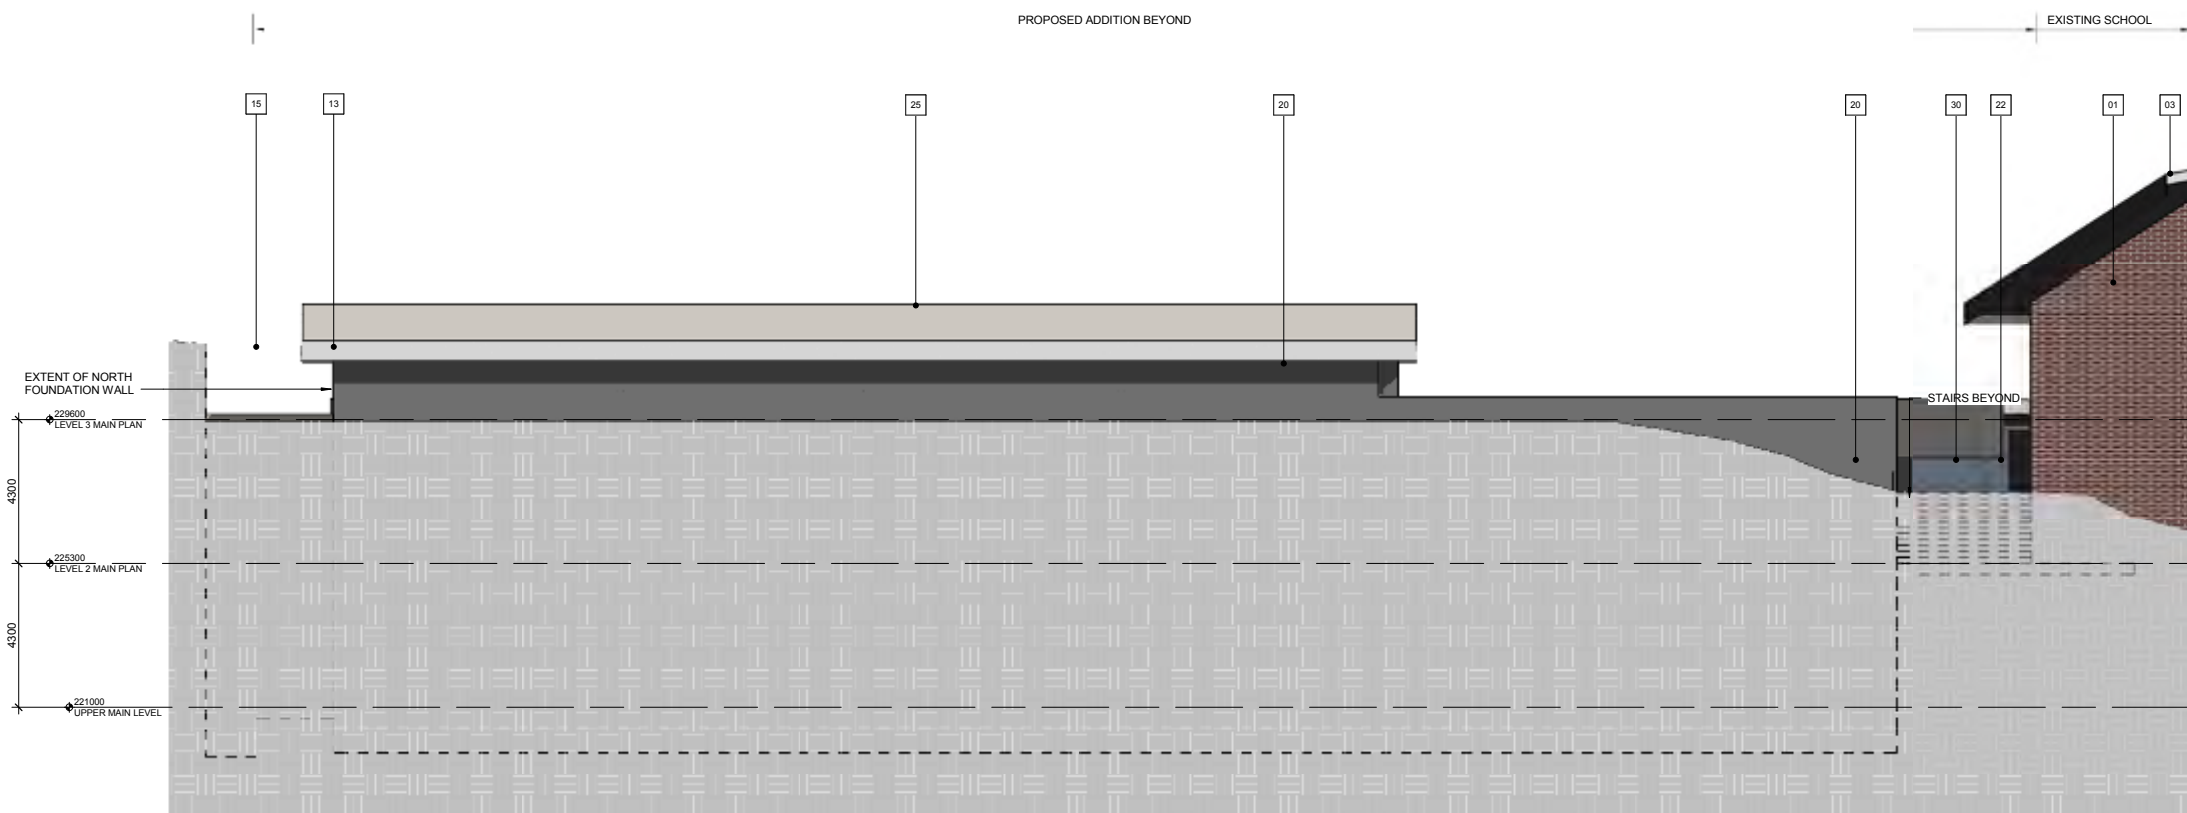 PROPOSED ADDITION BEYOND
EXISTING SCHOOL
15
13
25
20
20
30
22
01
03
EXTENT OF NORTH
FOUNDATION WALL
STAIRS BEYOND
229600
LEVEL 3 MAIN PLAN
4300
225300
LEVEL 2 MAIN PLAN
4300
221000
UPPER MAIN LEVEL